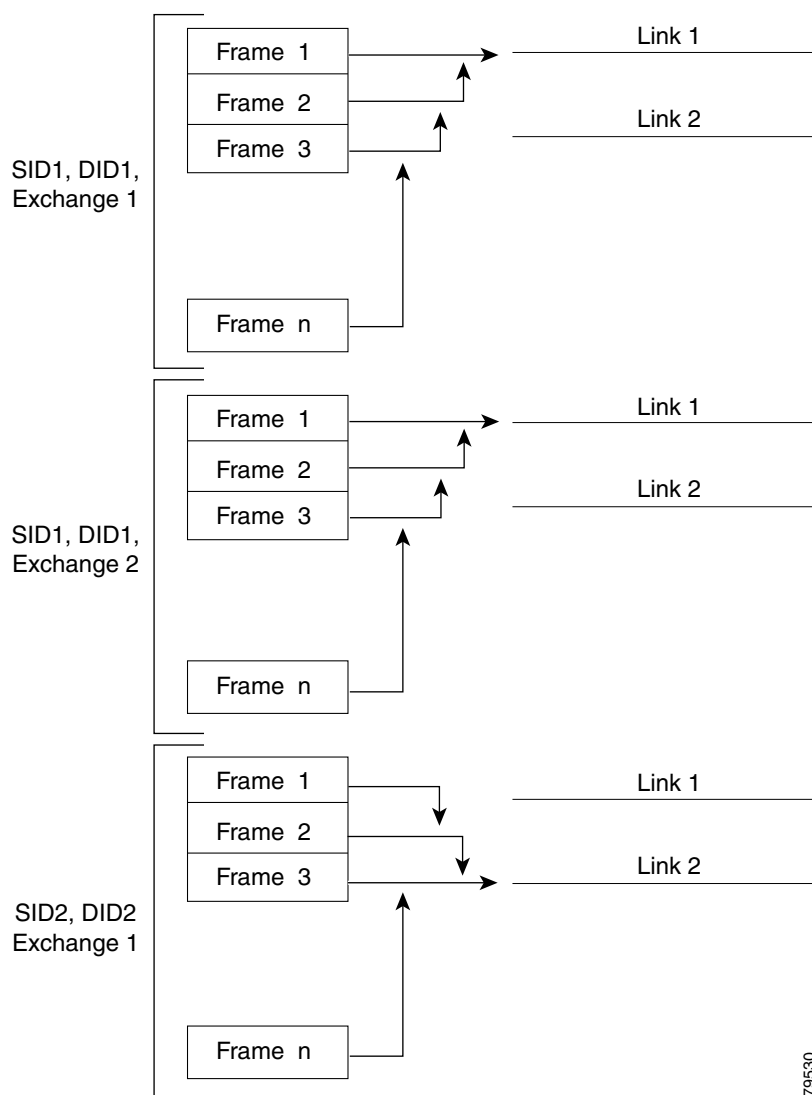 Frame 1
Link 1
Frame 2
Link 2
Frame 3
SID1, DID1,
Exchange 1
Frame n
Frame 1
Link 1
Frame 2
Link 2
Frame 3
SID1, DID1,
Exchange 2
Frame n
Frame 1
Link 1
Frame 2
Link 2
Frame 3
SID2, DID2
Exchange 1
Frame n
79530